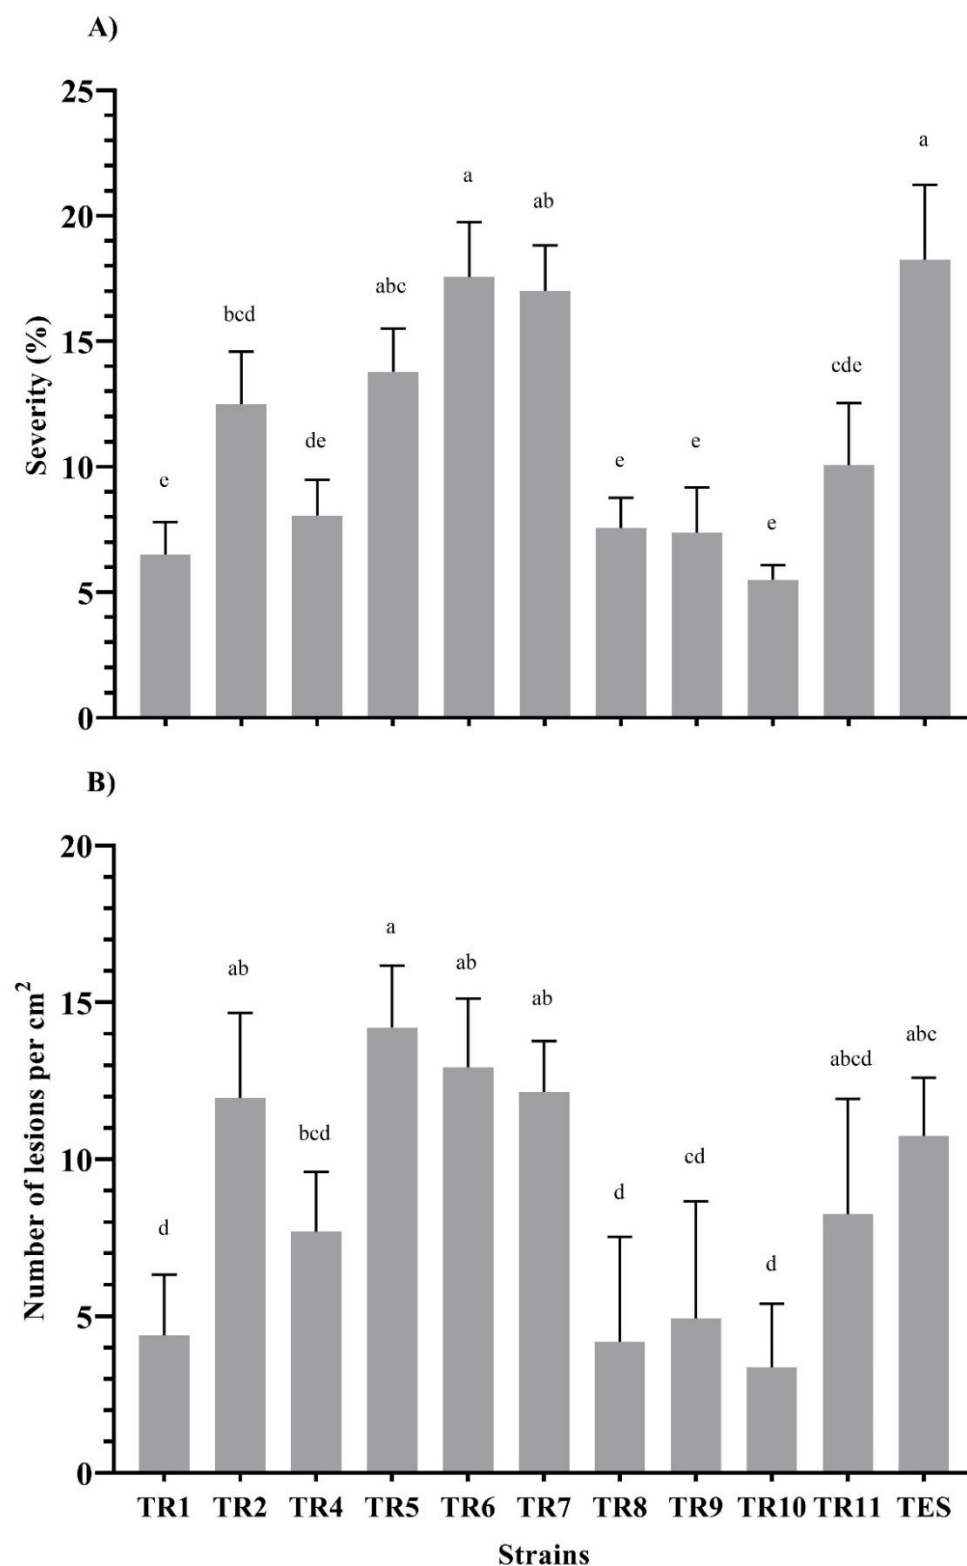 A)
25
20
15
10
5
0
Severity (%)
e
bcd
de
abc
a
ab
e
e
e
cde
a
B)
20
15
10
5
0
Number of lesions per cm²
d
ab
bcd
a
ab
ab
d
cd
d
abcd
abc
TR1 TR2 TR4 TR5 TR6 TR7 TR8 TR9 TR10 TR11 TES
Strains